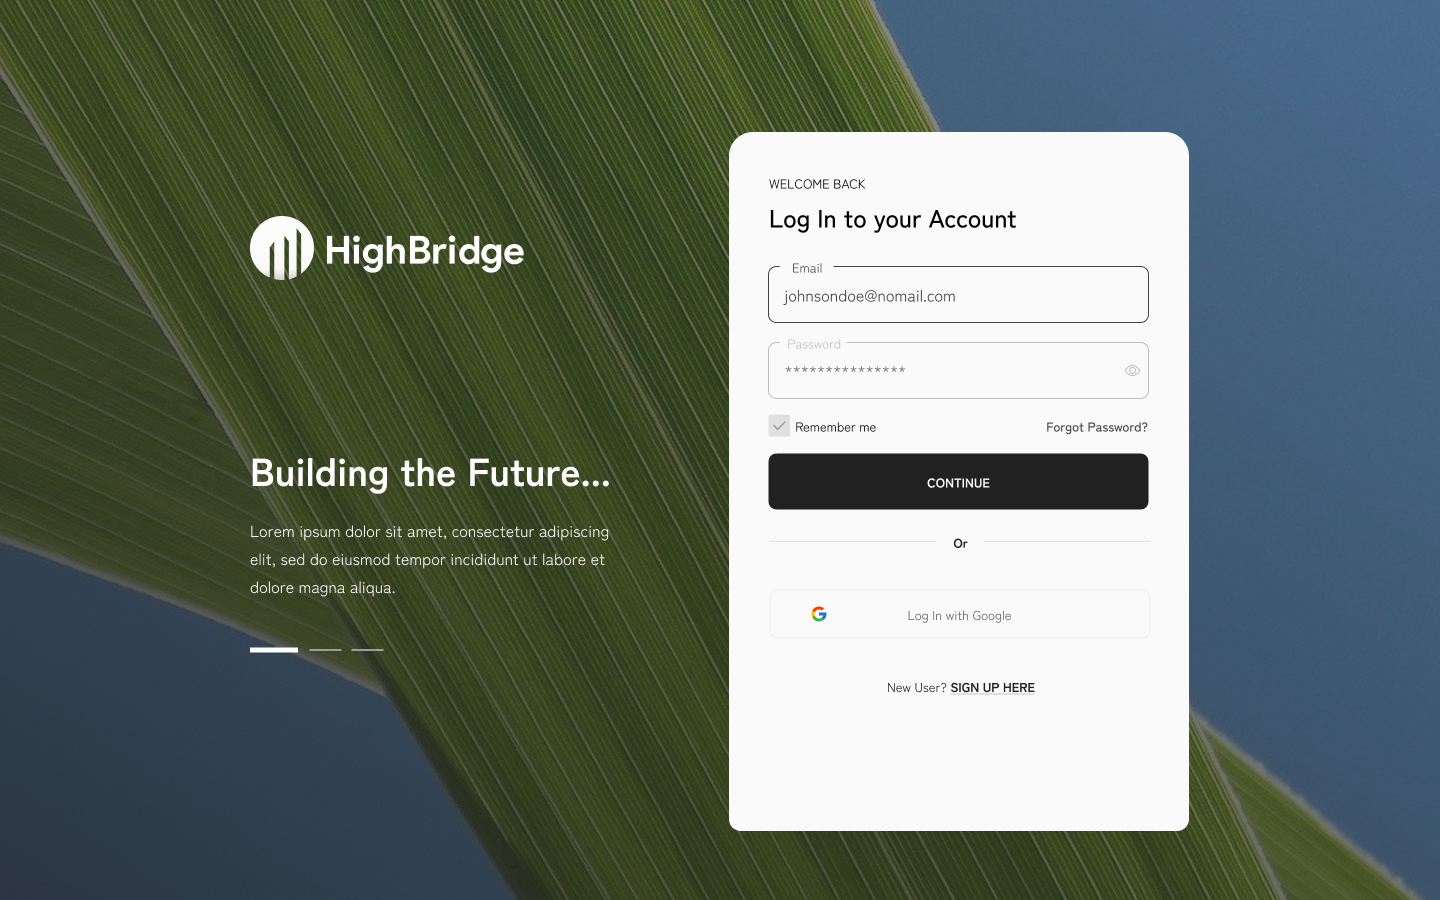 HighBridge
Building the Future...
Lorem ipsum dolor sit amet, consectetur adipiscing
elit, sed do eiusmod tempor incididunt ut labore et
dolore magna aliqua.
WELCOME BACK
Log In to your Account
Email
johnsondoe@nomail.com
Password
***************
Remember me
Forgot Password?
CONTINUE
Or
Log In with Google
New User? SIGN UP HERE